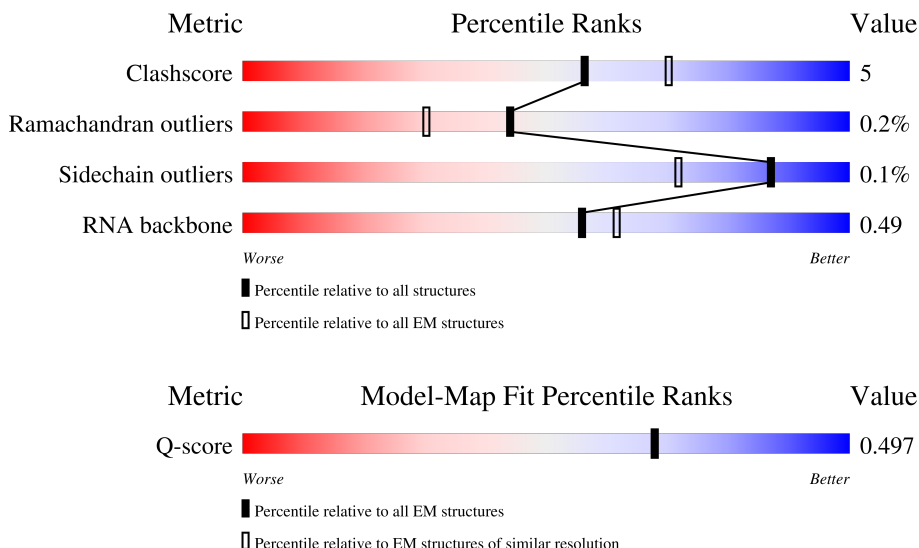 Metric Percentile Ranks Value
Clashscore 5
Ramachandran outliers 0.2%
Sidechain outliers 0.1%
RNA backbone 0.49
Worse Better
Percentile relative to all structures
Percentile relative to all EM structures
Metric Model-Map Fit Percentile Ranks Value
Q-score 0.497
Worse Better
Percentile relative to all EM structures
Percentile relative to EM structures of similar resolution